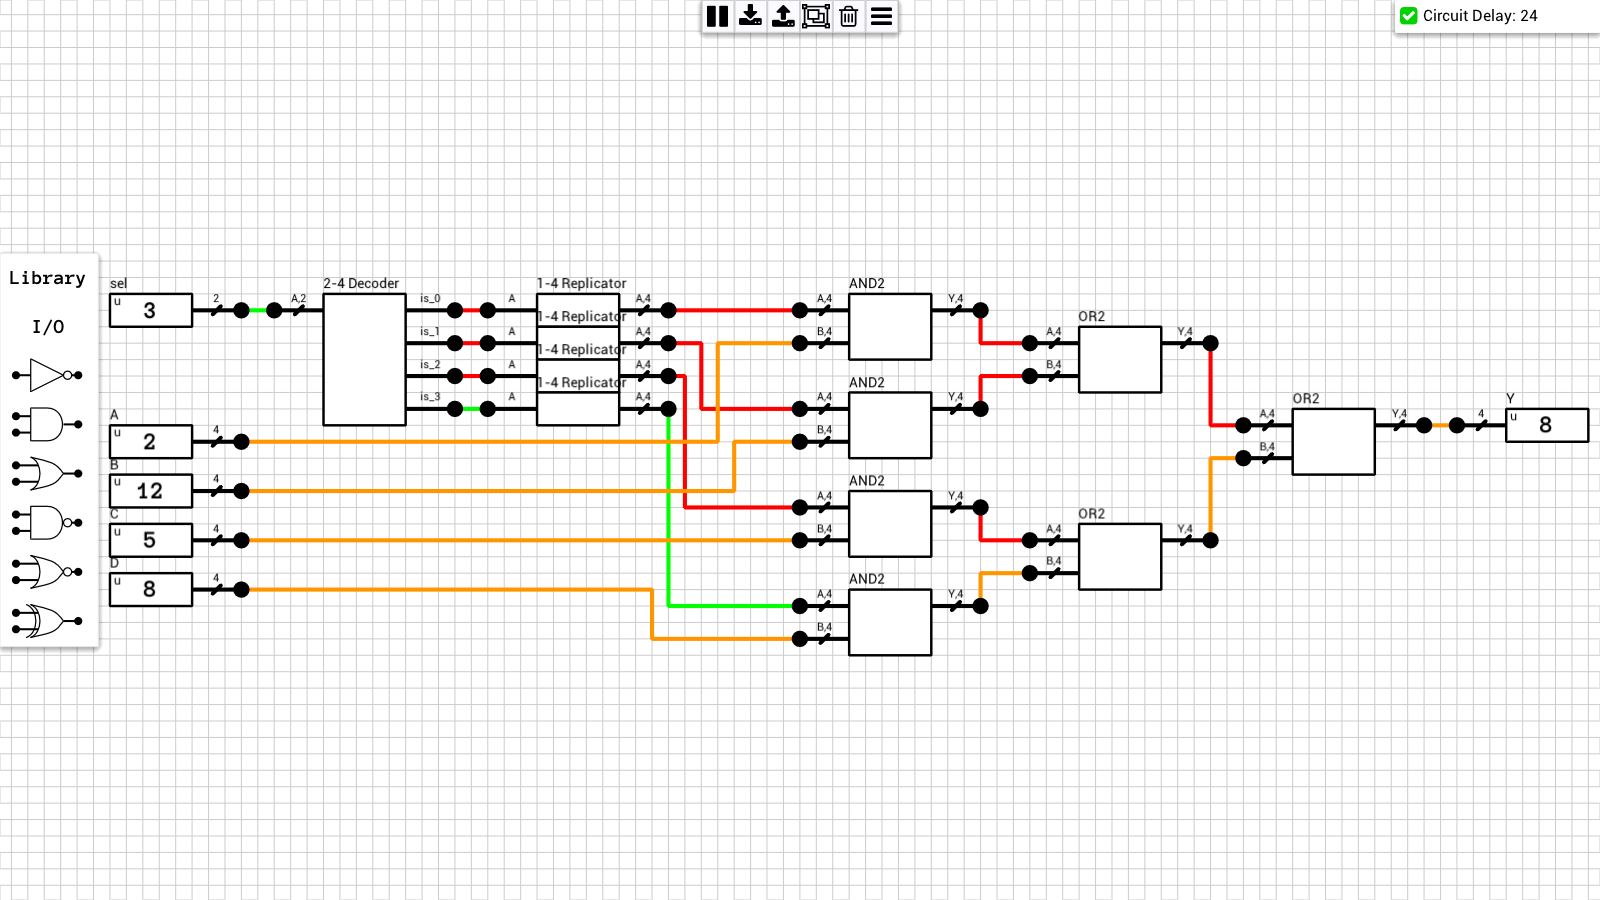 Circuit Delay: 24
Library
I/O
sel
u
3
2
A,2
2-4 Decoder
is_0
is_1
is_2
is_3
A
A
A
A
1-4 Replicator
1-4 Replicator
1-4 Replicator
1-4 Replicator
A,4
A,4
A,4
A,4
A
u
2
4
B
u
12
4
C
u
5
4
D
u
8
4
AND2
A,4
B,4
Y,4
AND2
A,4
B,4
Y,4
AND2
A,4
B,4
Y,4
AND2
A,4
B,4
Y,4
OR2
A,4
B,4
Y,4
OR2
A,4
B,4
Y,4
OR2
A,4
B,4
Y,4
4
Y
u
8